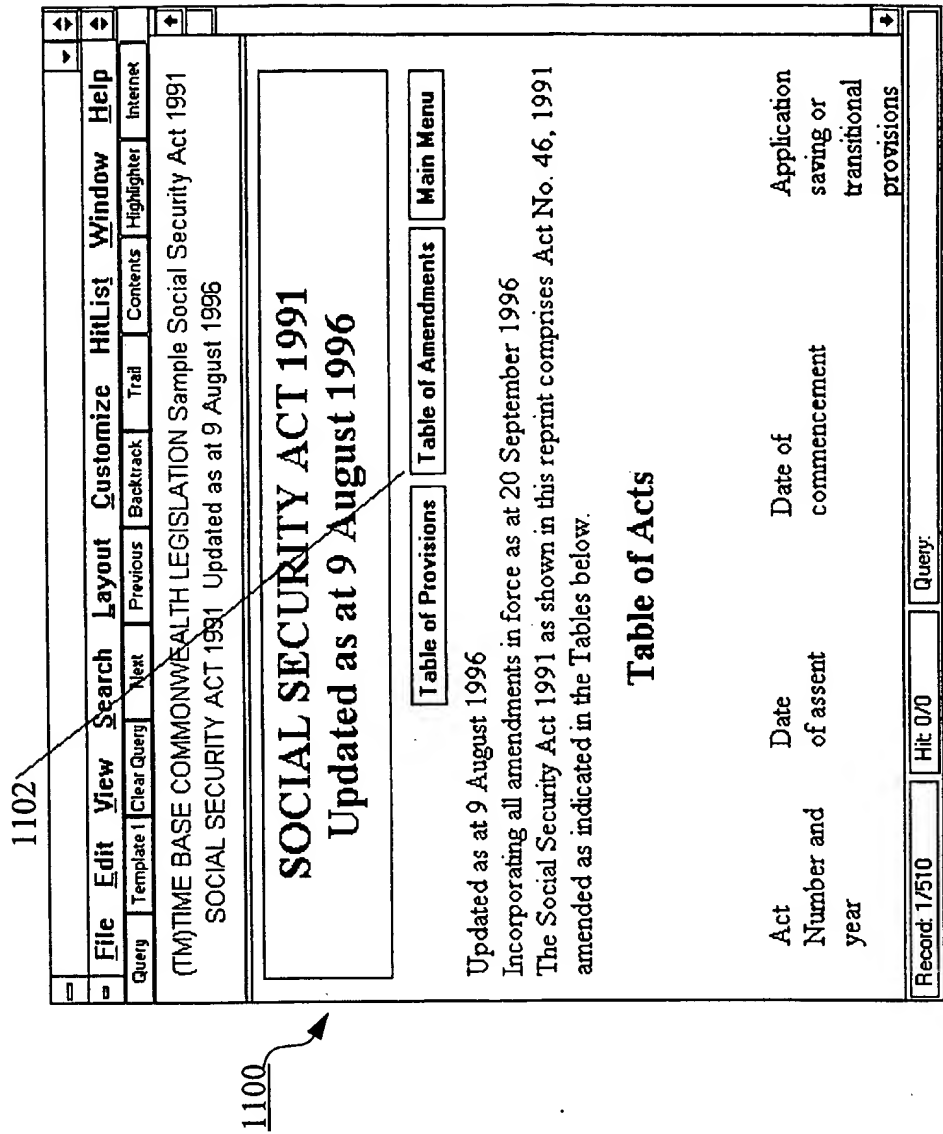 1102
File Edit View Search Layout Customize HitList Window Help
Query Template 1 Clear Query Next Previous Backtrack Trail Contents Highlighter Internet
(TM)TIME BASE COMMONWEALTH LEGISLATION Sample Social Security Act 1991
SOCIAL SECURITY ACT 1991 Updated as at 9 August 1996
1100
SOCIAL SECURITY ACT 1991
Updated as at 9 August 1996
Table of Provisions Table of Amendments Main Menu
Updated as at 9 August 1996
Incorporating all amendments in force as at 20 September 1996
The Social Security Act 1991 as shown in this reprint comprises Act No. 46, 1991
amended as indicated in the Tables below.
Table of Acts
Act Date Date of Application
Number and of assent commencement saving or
year transitional
provisions
Record: 1/510 Hit: 0/0 Query: